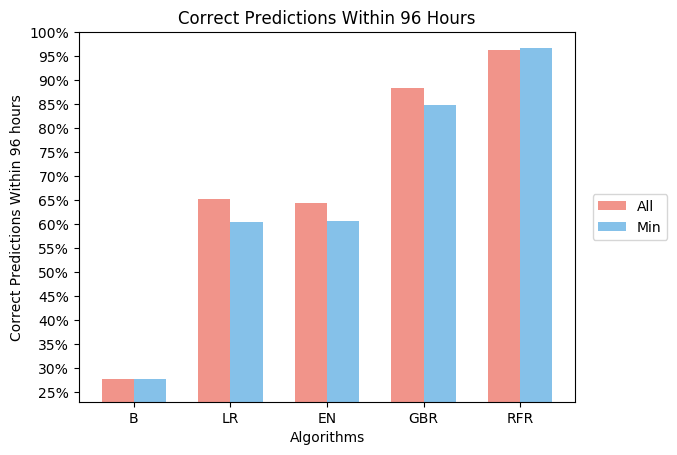 Correct Predictions Within 96 Hours
Correct Predictions Within 96 hours
100%
95%
90%
85%
80%
75%
70%
65%
60%
55%
50%
45%
40%
35%
30%
25%
B LR EN GBR RFR
Algorithms
All
Min